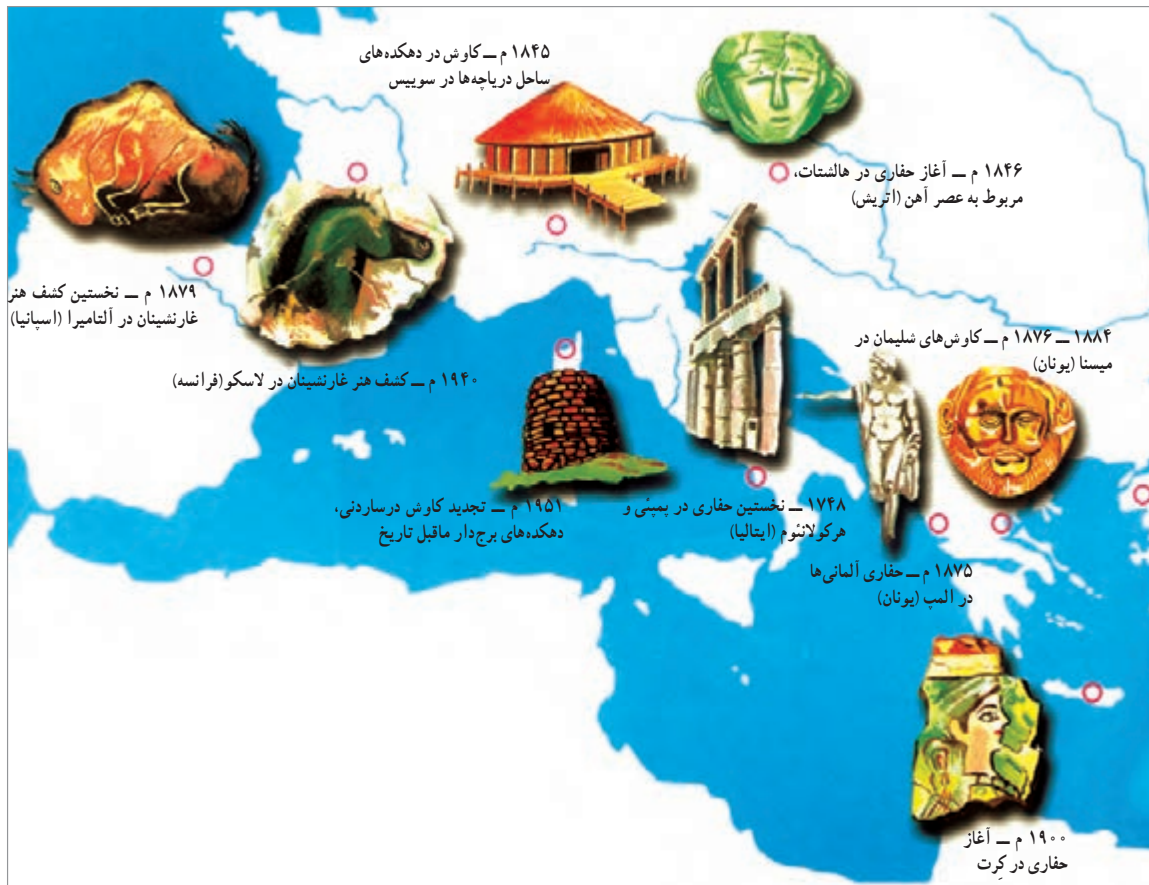 ۱۸۴۵ م ــ کاوش در دهکده‌های
ساحل دریاچه‌ها در سوییس
۱۸۴۶ م ــ آغاز حفاری در هالشتات،
مربوط به عصر آهن (اتریش)
۱۸۷۹ م ــ نخستین کشف هنر
غارنشینان در آلتامیرا (اسپانیا)
۱۸۸۴ ــ ۱۸۷۶ م ــ کاوش‌های شلیمان در
میسنا (یونان)
۱۹۴۰ م ــ کشف هنر غارنشینان در لاسکو (فرانسه)
۱۹۵۱ م ــ تجدید کاوش درساردنی،
دهکده‌های برج‌دار ماقبل تاریخ
۱۷۴۸ ــ نخستین حفاری در پمپئی و
هرکولانئوم (ایتالیا)
۱۸۷۵ م ــ حفاری آلمانی‌ها
در المپ (یونان)
۱۹۰۰ م ــ آغاز
حفاری در کِرت